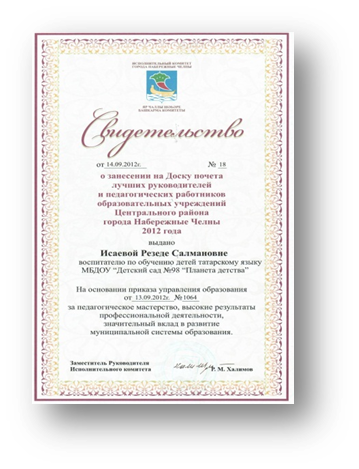 ИСПОЛНИТЕЛЬНЫЙ КОМИТЕТ
ГОРОДА НАБЕРЕЖНЫЕ ЧЕЛНЫ
ЯР ЧАЛЛЫ ШӘҺӘРЕ
БАШКАРМА КОМИТЕТЫ
Свидетельство
от 14.09.2012г. № 18
о занесении на Доску почета
лучших руководителей
и педагогических работников
образовательных учреждений
Центрального района
города Набережные Челны
2012 года
выдано
Исаевой Резеде Салмановне
воспитателю по обучению детей татарскому языку
МБДОУ “Детский сад №98 “Планета детства”
На основании приказа управления образования
от 13.09.2012г. №1064
за педагогическое мастерство, высокие результаты
профессиональной деятельности,
значительный вклад в развитие
муниципальной системы образования.
Заместитель Руководителя
Исполнительного комитета Р. М. Халимов